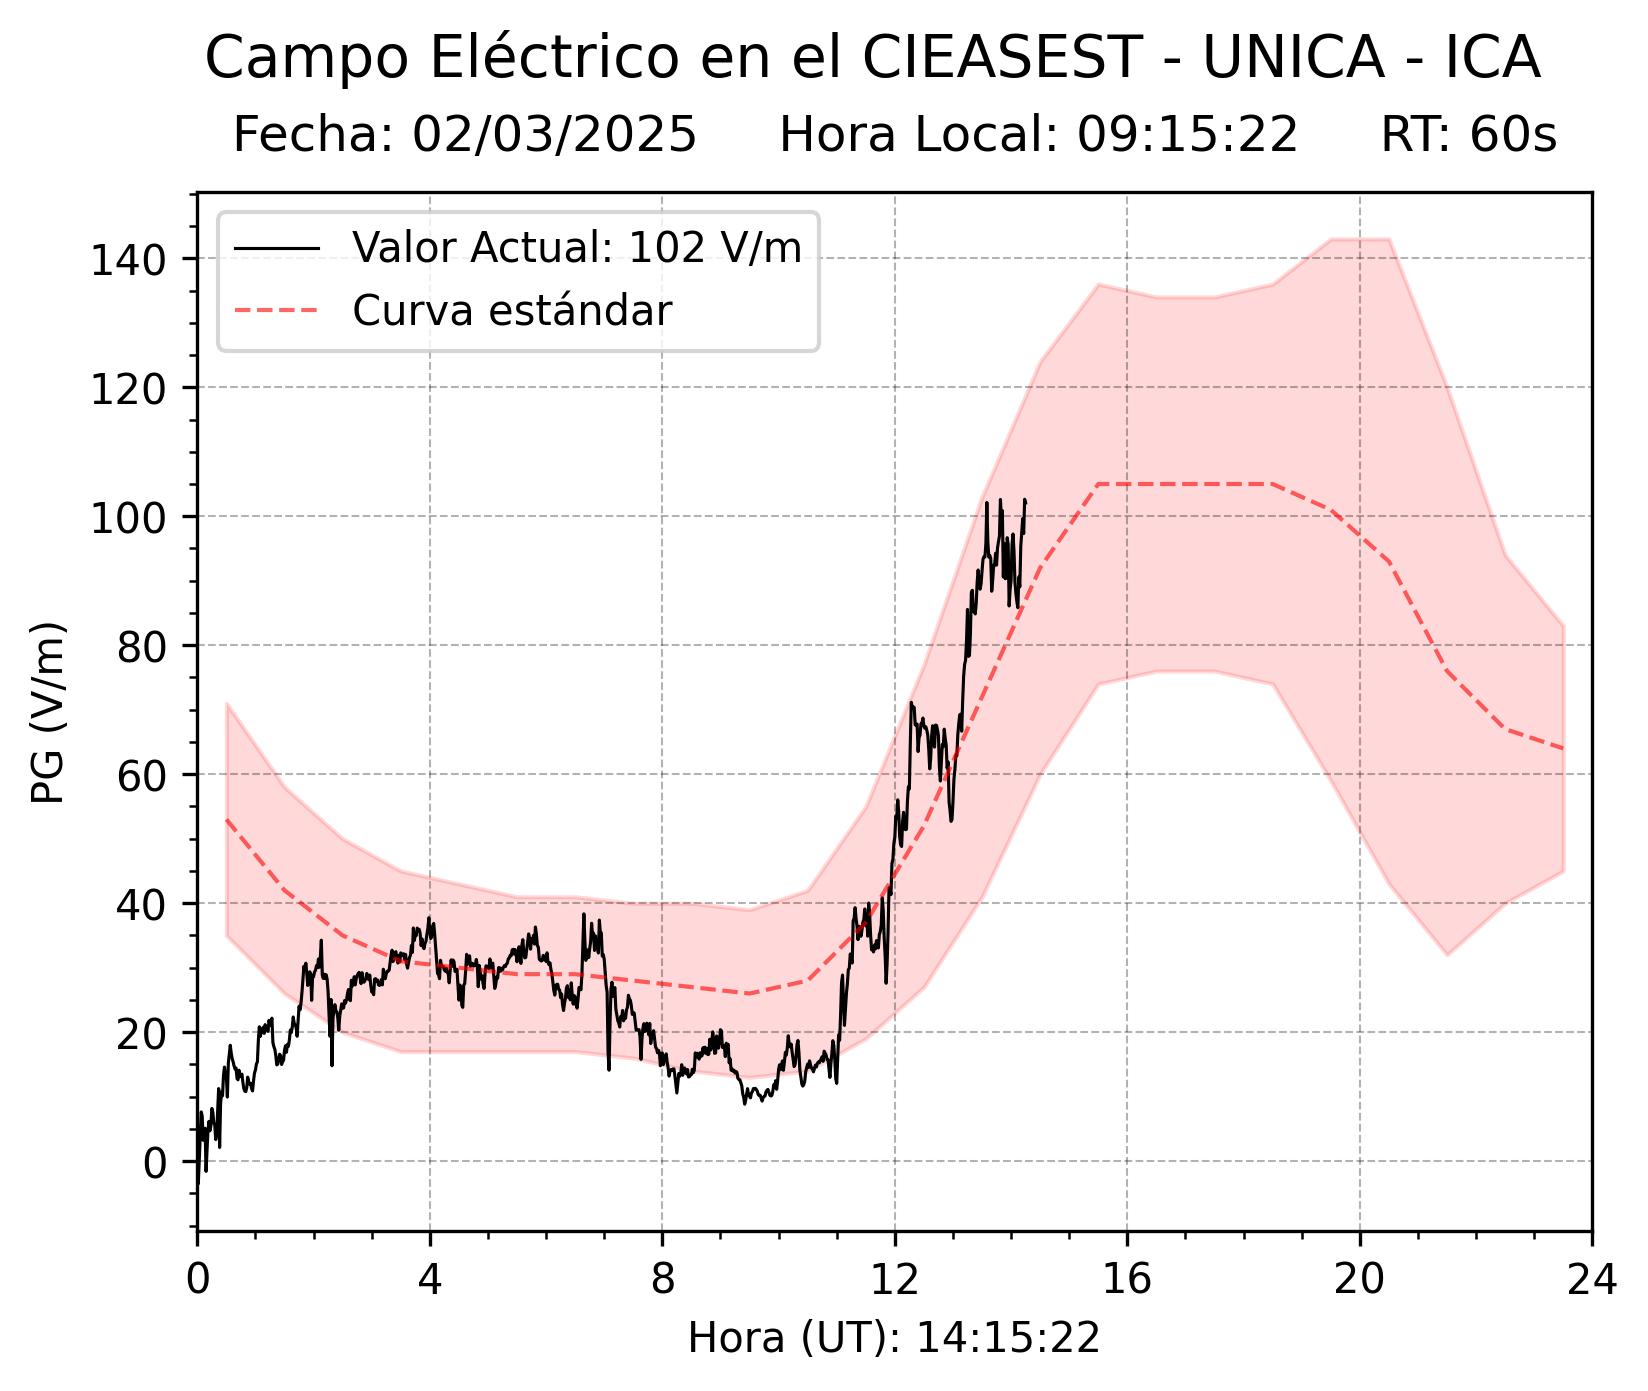 Campo Eléctrico en el CIEASEST - UNICA - ICA
Fecha: 02/03/2025 Hora Local: 09:15:22 RT: 60s
Valor Actual: 102 V/m
Curva estándar
140
120
100
80
60
40
20
0
PG (V/m)
0 4 8 12 16 20 24
Hora (UT): 14:15:22